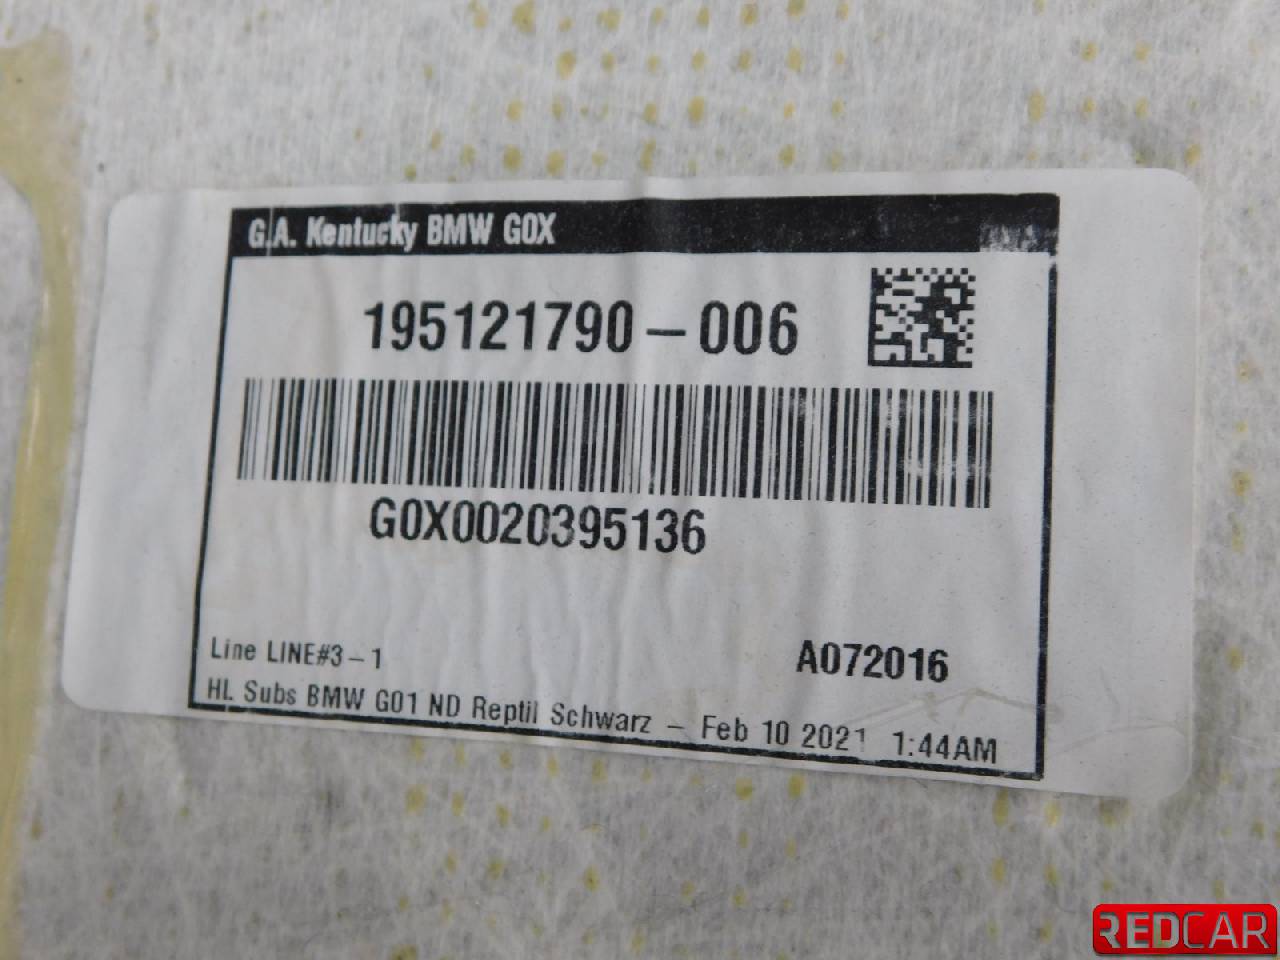 G.A. Kentucky BMW G0X
195121790-006
G0X0020395136
Line LINE#3-1
A072016
HL Subs BMW G01 ND Reptil Schwarz - Feb 10 2021 1:44AM
REDCAR